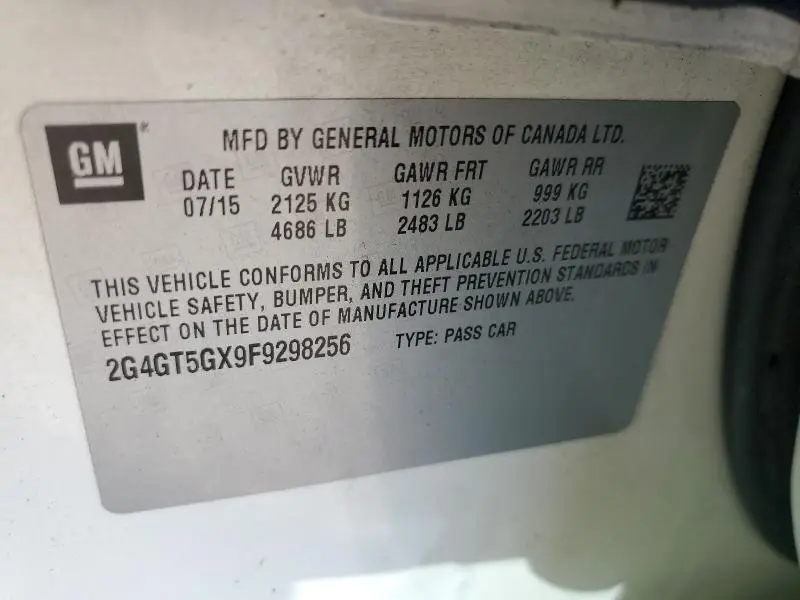 GM
MFD BY GENERAL MOTORS OF CANADA LTD.
DATE GVWR GAWR FRT GAWR RR
07/15 2125 KG 1126 KG 999 KG
4686 LB 2483 LB 2203 LB
THIS VEHICLE CONFORMS TO ALL APPLICABLE U.S. FEDERAL MOTOR
VEHICLE SAFETY, BUMPER, AND THEFT PREVENTION STANDARDS IN
EFFECT ON THE DATE OF MANUFACTURE SHOWN ABOVE.
2G4GT5GX9F9298256 TYPE: PASS CAR